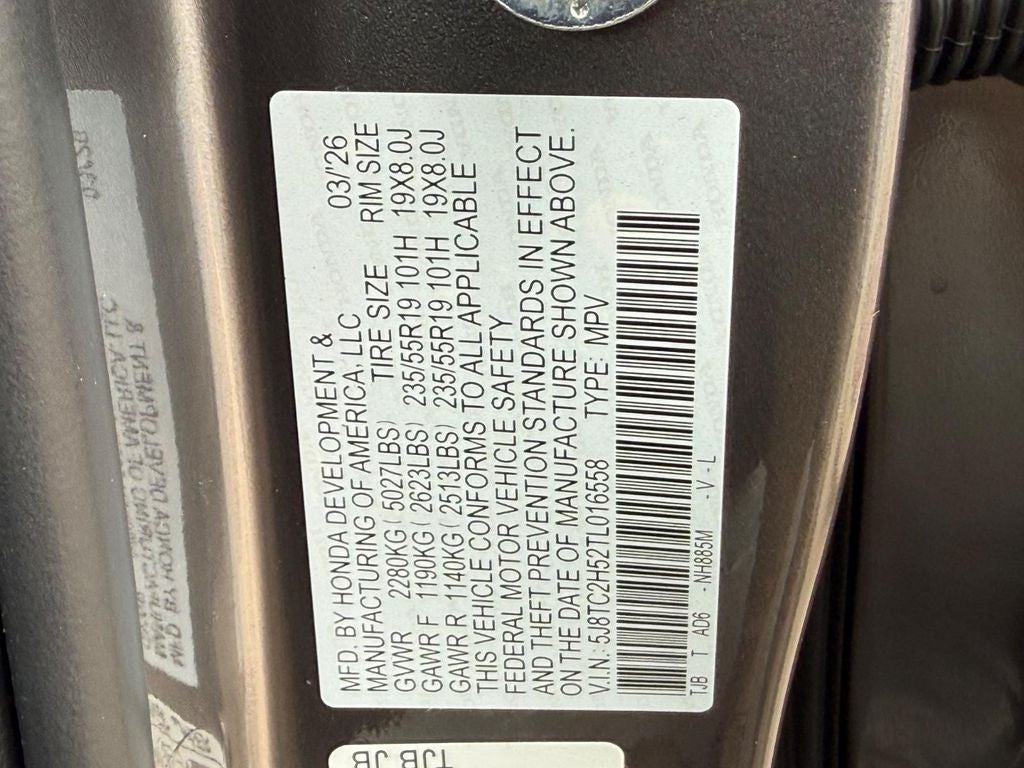 MFD. BY HONDA DEVELOPMENT & 03/'26
MANUFACTURING OF AMERICA, LLC
TIRE SIZE RIM SIZE
GVWR 2280KG (5027LBS)
GAWR F 1190KG (2623LBS) 235/55R19 101H 19X8.0J
GAWR R 1140KG (2513LBS) 235/55R19 101H 19X8.0J
THIS VEHICLE CONFORMS TO ALL APPLICABLE
FEDERAL MOTOR VEHICLE SAFETY
AND THEFT PREVENTION STANDARDS IN EFFECT
ON THE DATE OF MANUFACTURE SHOWN ABOVE.
V.I.N.: 5J8TC2H52TL016558 TYPE: MPV
TJB T AD6 -NH885M -V-L